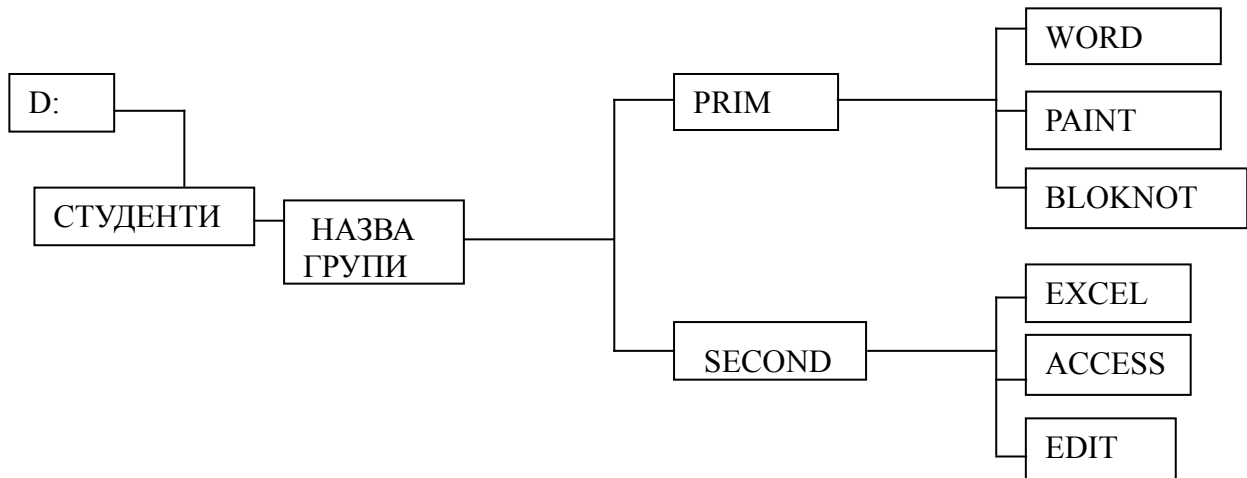 D:
СТУДЕНТИ
НАЗВА
ГРУПИ
PRIM
WORD
PAINT
BLOKNOT
SECOND
EXCEL
ACCESS
EDIT